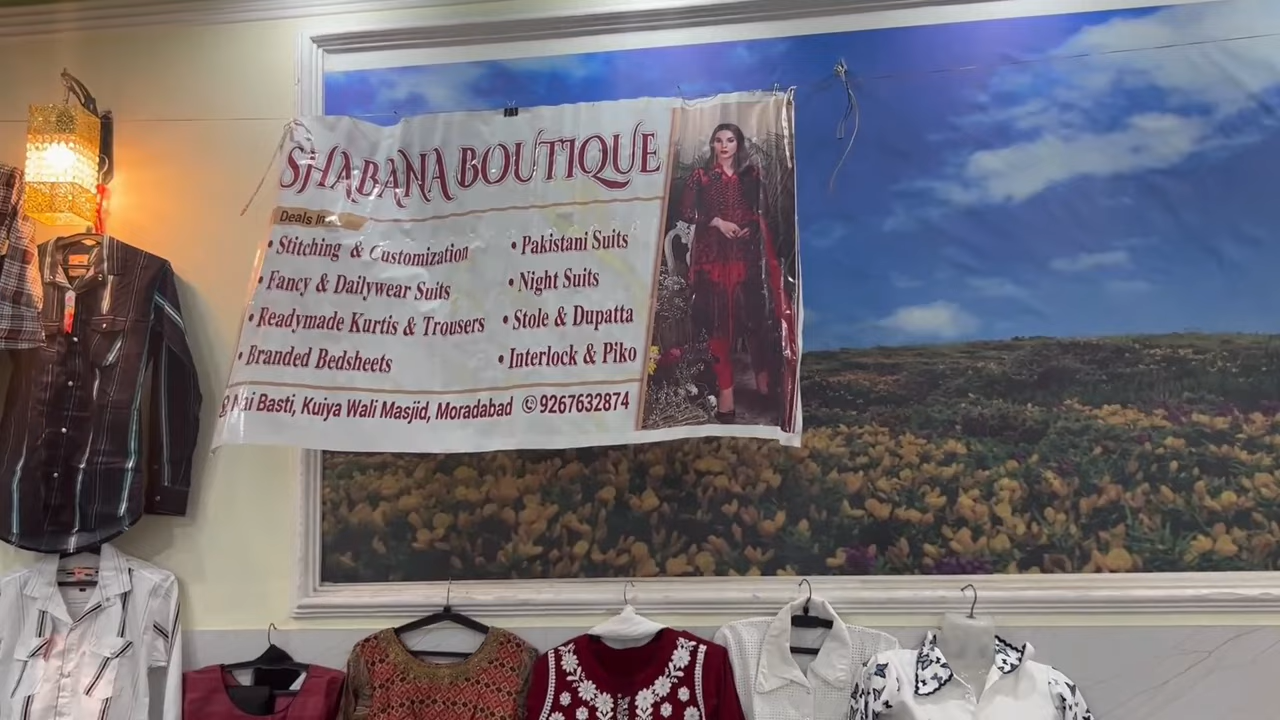 SHABANA BOUTIQUE
Deals In
• Stitching & Customization
• Fancy & Dailywear Suits
• Readymade Kurtis & Trousers
• Branded Bedsheets
• Pakistani Suits
• Night Suits
• Stole & Dupatta
• Interlock & Piko
Nai Basti, Kuiya Wali Masjid, Moradabad 9267632874